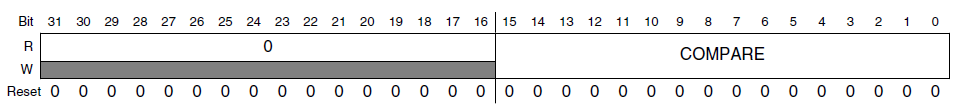 Bit 31 30 29 28 27 26 25 24 23 22 21 20 19 18 17 16 15 14 13 12 11 10 9 8 7 6 5 4 3 2 1 0
R 0 COMPARE
W
Reset 0 0 0 0 0 0 0 0 0 0 0 0 0 0 0 0 0 0 0 0 0 0 0 0 0 0 0 0 0 0 0 0